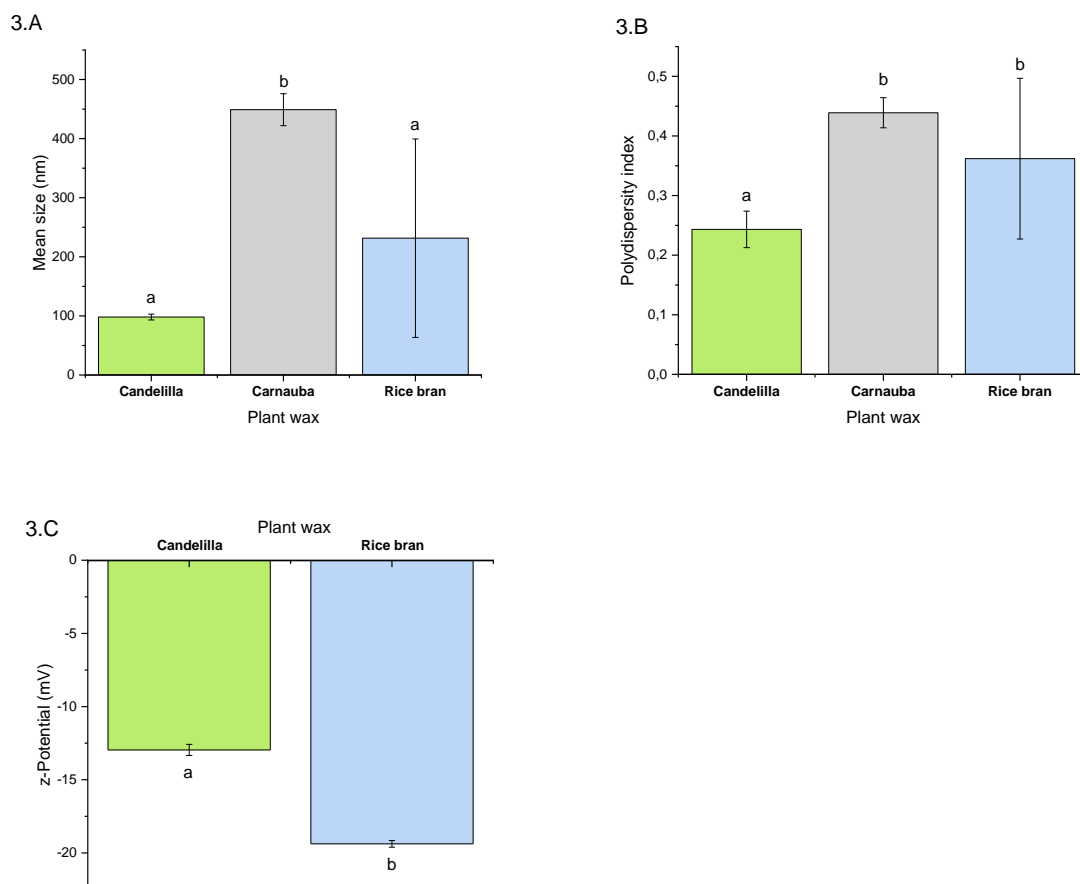 3.A
500
400
300
200
100
0
Mean size (nm)
a
b
a
Candelilla Carnauba Rice bran
Plant wax
3.B
0,5
0,4
0,3
0,2
0,1
0,0
Polydispersity index
a
b
b
Candelilla Carnauba Rice bran
Plant wax
3.C
Plant wax
Candelilla Rice bran
0
-5
-10
-15
-20
z-Potential (mV)
a
b